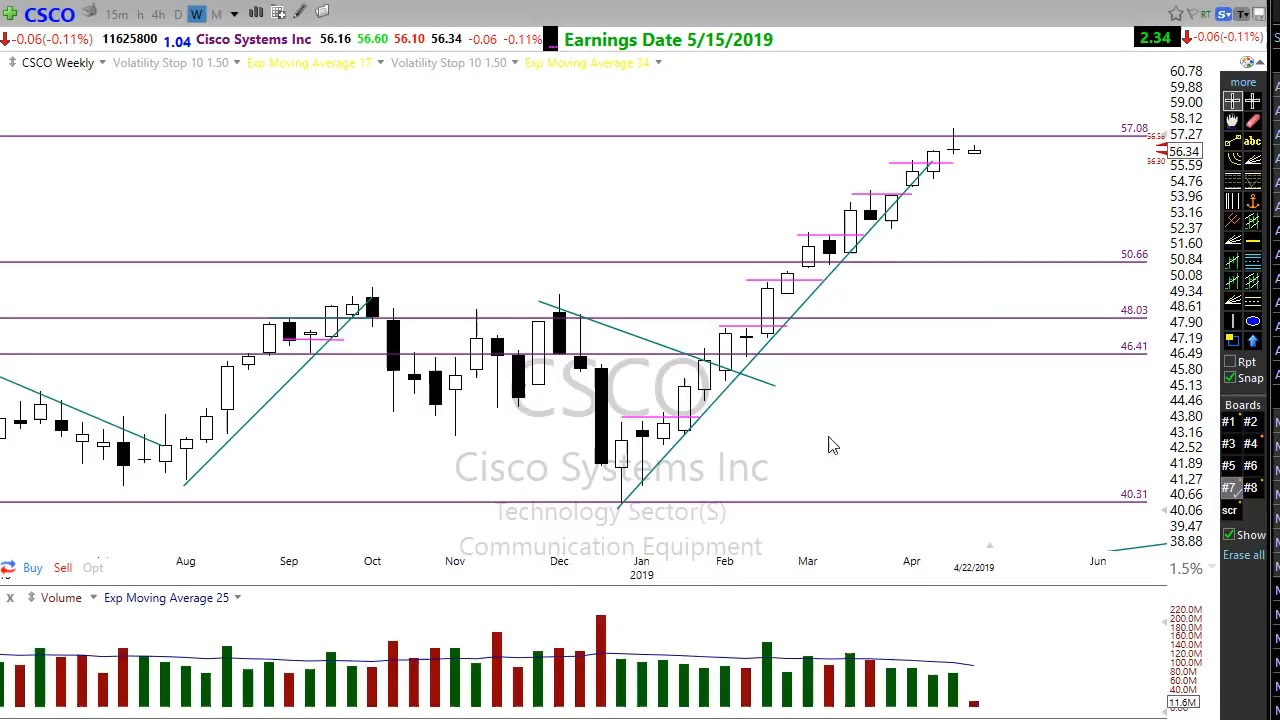 CSCO 15m h 4h D W M RT S T
-0.06(-0.11%) 11625800 1.04 Cisco Systems Inc 56.16 56.60 56.10 56.34 -0.06 -0.11% Earnings Date 5/15/2019 2.34 -0.06(-0.11%)
CSCO Weekly Volatility Stop 10 1.50 Exp Moving Average 17 Volatility Stop 10 1.50 Exp Moving Average 34
more
60.78
59.88
59.00
58.12
57.27
56.34
55.59
54.76
53.96
53.16
52.37
51.60
50.84
50.08
49.34
48.61
47.90
47.19
46.49
45.80
45.13
44.46
43.80
43.16
42.52
41.89
41.27
40.66
40.06
39.47
38.88
57.08
56.30
50.66
48.03
46.41
40.31
abc
Rpt
Snap
Boards
#1 #2
#3 #4
#5 #6
#7 #8
scr
Show
Erase all
CSCO
Cisco Systems Inc
Technology Sector(S)
Communication Equipment
Aug Sep Oct Nov Dec Jan Feb Mar Apr 4/22/2019 Jun
2019
Buy Sell Opt 1.5%
X Volume Exp Moving Average 25
220.0M
200.0M
180.0M
160.0M
140.0M
120.0M
100.0M
80.0M
60.0M
40.0M
11.6M